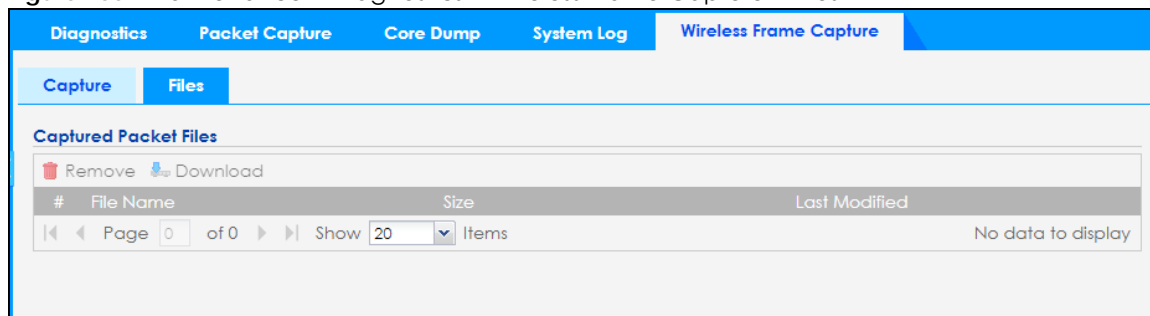 Diagnostics Packet Capture Core Dump System Log Wireless Frame Capture
Capture Files
Captured Packet Files
Remove Download
# File Name Size Last Modified
Page 0 of 0 Show 20 Items No data to display